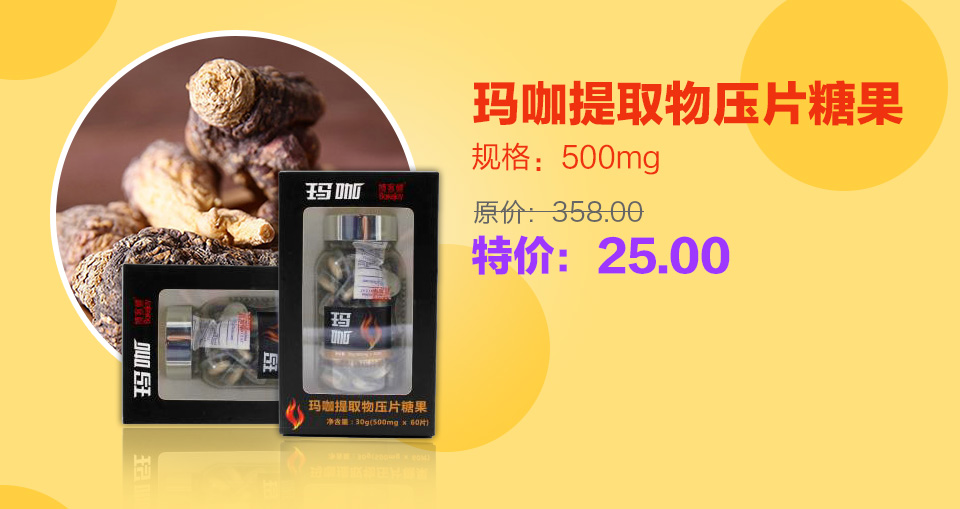 玛咖提取物压片糖果
规格：500mg
原价：358.00
特价：25.00
玛咖
玛咖
玛咖提取物压片糖果
净含量：30g(500mg x 60片)
玛咖